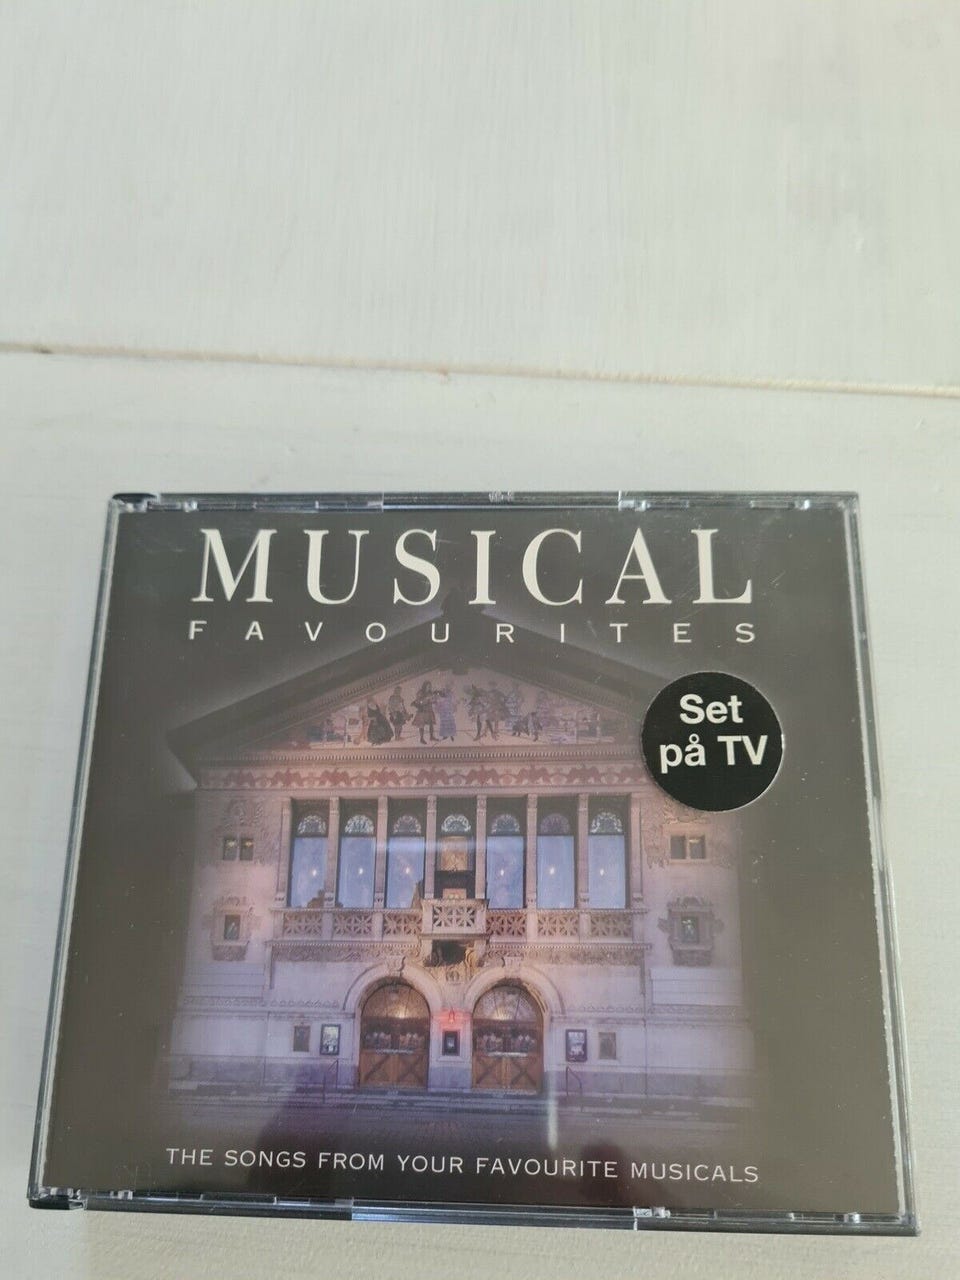 MUSICAL
FAVOURITES
Set
på TV
THE SONGS FROM YOUR FAVOURITE MUSICALS